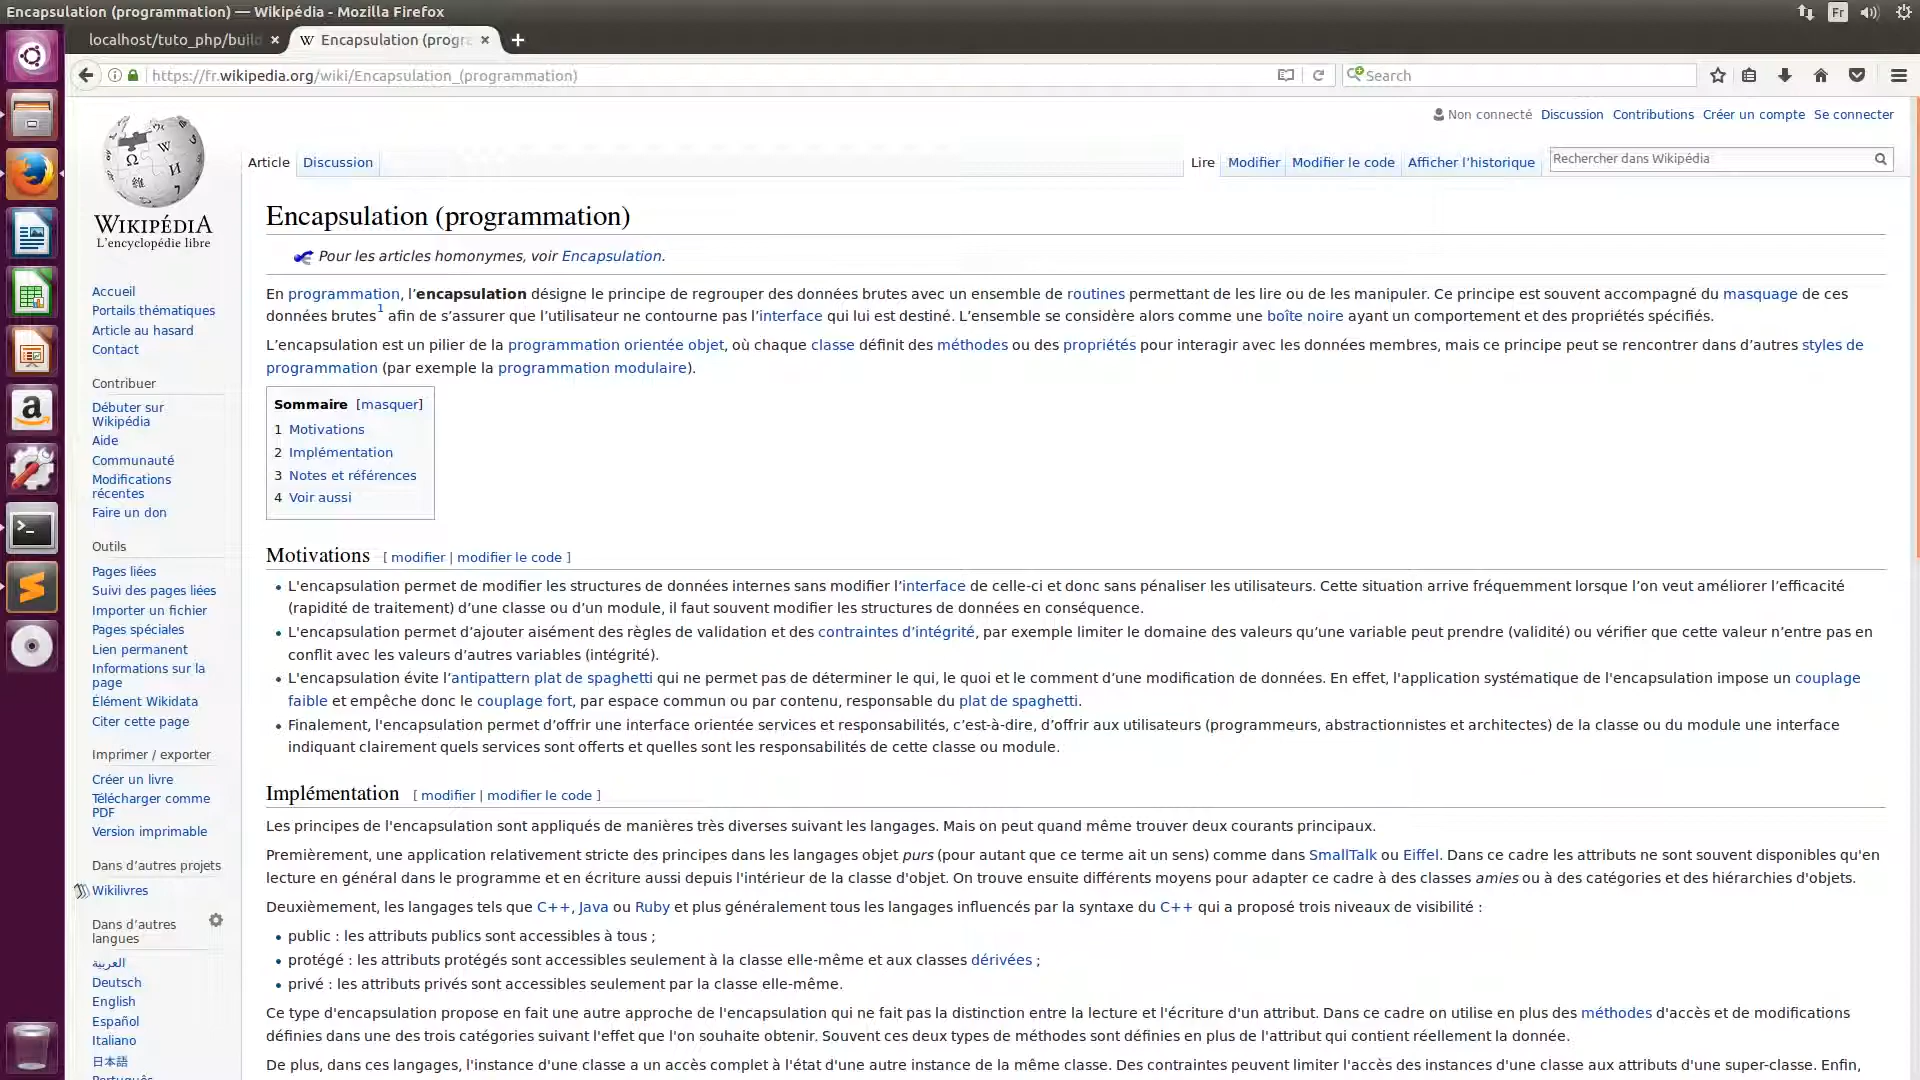 Encapsulation (programmation) — Wikipédia - Mozilla Firefox
Fr
localhost/tuto_php/build
Encapsulation (progra
https://fr.wikipedia.org/wiki/Encapsulation_(programmation)
Search
Non connecté Discussion Contributions Créer un compte Se connecter
Article Discussion
Lire Modifier Modifier le code Afficher l’historique
Rechercher dans Wikipédia
WIKIPÉDIA
L'encyclopédie libre
Accueil
Portails thématiques
Article au hasard
Contact
Contribuer
Débuter sur
Wikipédia
Aide
Communauté
Modifications
récentes
Faire un don
Outils
Pages liées
Suivi des pages liées
Importer un fichier
Pages spéciales
Lien permanent
Informations sur la
page
Élément Wikidata
Citer cette page
Imprimer / exporter
Créer un livre
Télécharger comme
PDF
Version imprimable
Dans d’autres projets
Wikilivres
Dans d’autres
langues
العربية
Deutsch
English
Español
Italiano
日本語
Português
Encapsulation (programmation)
Pour les articles homonymes, voir Encapsulation.
En programmation, l’encapsulation désigne le principe de regrouper des données brutes avec un ensemble de routines permettant de les lire ou de les manipuler. Ce principe est souvent accompagné du masquage de ces
données brutes1 afin de s’assurer que l’utilisateur ne contourne pas l’interface qui lui est destiné. L’ensemble se considère alors comme une boîte noire ayant un comportement et des propriétés spécifiés.
L’encapsulation est un pilier de la programmation orientée objet, où chaque classe définit des méthodes ou des propriétés pour interagir avec les données membres, mais ce principe peut se rencontrer dans d’autres styles de
programmation (par exemple la programmation modulaire).
Sommaire [masquer]
1 Motivations
2 Implémentation
3 Notes et références
4 Voir aussi
Motivations [ modifier | modifier le code ]
L'encapsulation permet de modifier les structures de données internes sans modifier l’interface de celle-ci et donc sans pénaliser les utilisateurs. Cette situation arrive fréquemment lorsque l’on veut améliorer l’efficacité
(rapidité de traitement) d’une classe ou d’un module, il faut souvent modifier les structures de données en conséquence.
L'encapsulation permet d’ajouter aisément des règles de validation et des contraintes d’intégrité, par exemple limiter le domaine des valeurs qu’une variable peut prendre (validité) ou vérifier que cette valeur n’entre pas en
conflit avec les valeurs d’autres variables (intégrité).
L'encapsulation évite l’antipattern plat de spaghetti qui ne permet pas de déterminer le qui, le quoi et le comment d’une modification de données. En effet, l'application systématique de l'encapsulation impose un couplage
faible et empêche donc le couplage fort, par espace commun ou par contenu, responsable du plat de spaghetti.
Finalement, l'encapsulation permet d’offrir une interface orientée services et responsabilités, c’est-à-dire, d’offrir aux utilisateurs (programmeurs, abstractionnistes et architectes) de la classe ou du module une interface
indiquant clairement quels services sont offerts et quelles sont les responsabilités de cette classe ou module.
Implémentation [ modifier | modifier le code ]
Les principes de l'encapsulation sont appliqués de manières très diverses suivant les langages. Mais on peut quand même trouver deux courants principaux.
Premièrement, une application relativement stricte des principes dans les langages objet purs (pour autant que ce terme ait un sens) comme dans SmallTalk ou Eiffel. Dans ce cadre les attributs ne sont souvent disponibles qu'en
lecture en général dans le programme et en écriture aussi depuis l'intérieur de la classe d'objet. On trouve ensuite différents moyens pour adapter ce cadre à des classes amies ou à des catégories et des hiérarchies d'objets.
Deuxièmement, les langages tels que C++, Java ou Ruby et plus généralement tous les langages influencés par la syntaxe du C++ qui a proposé trois niveaux de visibilité :
public : les attributs publics sont accessibles à tous ;
protégé : les attributs protégés sont accessibles seulement à la classe elle-même et aux classes dérivées ;
privé : les attributs privés sont accessibles seulement par la classe elle-même.
Ce type d'encapsulation propose en fait une autre approche de l'encapsulation qui ne fait pas la distinction entre la lecture et l'écriture d'un attribut. Dans ce cadre on utilise en plus des méthodes d'accès et de modifications
définies dans une des trois catégories suivant l'effet que l'on souhaite obtenir. Souvent ces deux types de méthodes sont définies en plus de l'attribut qui contient réellement la donnée.
De plus, dans ces langages, l'instance d'une classe a un accès complet à l'état d'une autre instance de la même classe. Des contraintes peuvent limiter l'accès des instances d'une classe aux attributs d'une super-classe. Enfin,